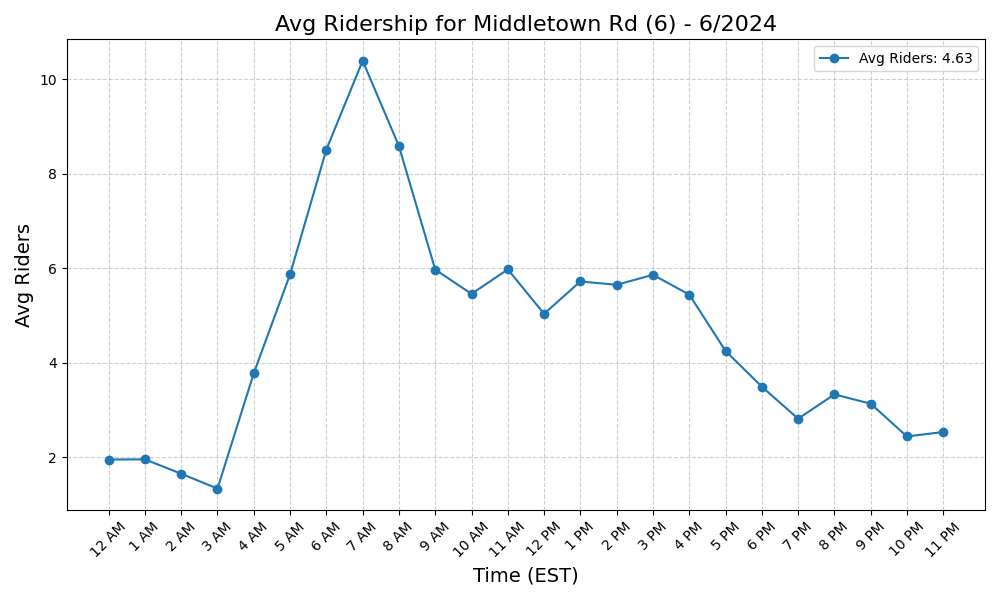 Avg Ridership for Middletown Rd (6) - 6/2024
Avg Riders: 4.63
Avg Riders
10
8
6
4
2
12 AM
1 AM
2 AM
3 AM
4 AM
5 AM
6 AM
7 AM
8 AM
9 AM
10 AM
11 AM
12 PM
1 PM
2 PM
3 PM
4 PM
5 PM
6 PM
7 PM
8 PM
9 PM
10 PM
11 PM
Time (EST)